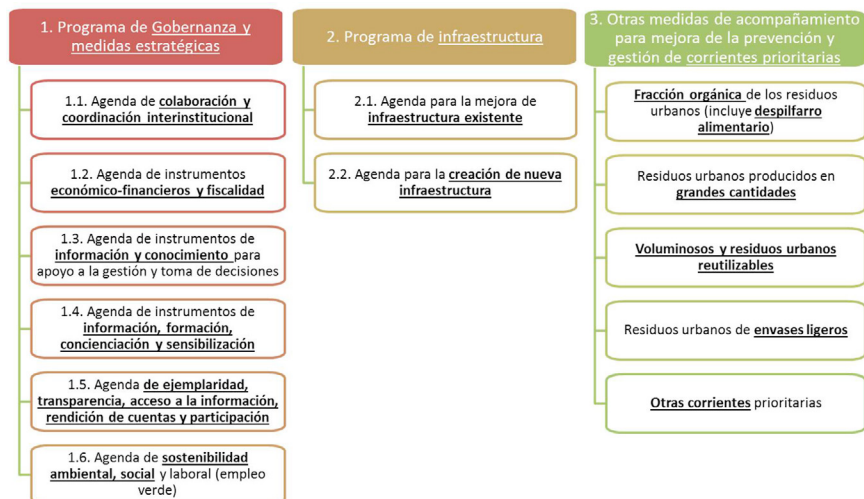 1. Programa de Gobernanza y
medidas estratégicas
1.1. Agenda de colaboración y
coordinación interinstitucional
1.2. Agenda de instrumentos
económico-financieros y fiscalidad
1.3. Agenda de instrumentos de
información y conocimiento para
apoyo a la gestión y toma de decisiones
1.4. Agenda de instrumentos de
información, formación,
concienciación y sensibilización
1.5. Agenda de ejemplaridad,
transparencia, acceso a la información,
rendición de cuentas y participación
1.6. Agenda de sostenibilidad
ambiental, social y laboral (empleo
verde)
2. Programa de infraestructura
2.1. Agenda para la mejora de
infraestructura existente
2.2. Agenda para la creación de nueva
infraestructura
3. Otras medidas de acompañamiento
para mejora de la prevención y
gestión de corrientes prioritarias
Fracción orgánica de los residuos
urbanos (incluye despilfarro
alimentario)
Residuos urbanos producidos en
grandes cantidades
Voluminosos y residuos urbanos
reutilizables
Residuos urbanos de envases ligeros
Otras corrientes prioritarias